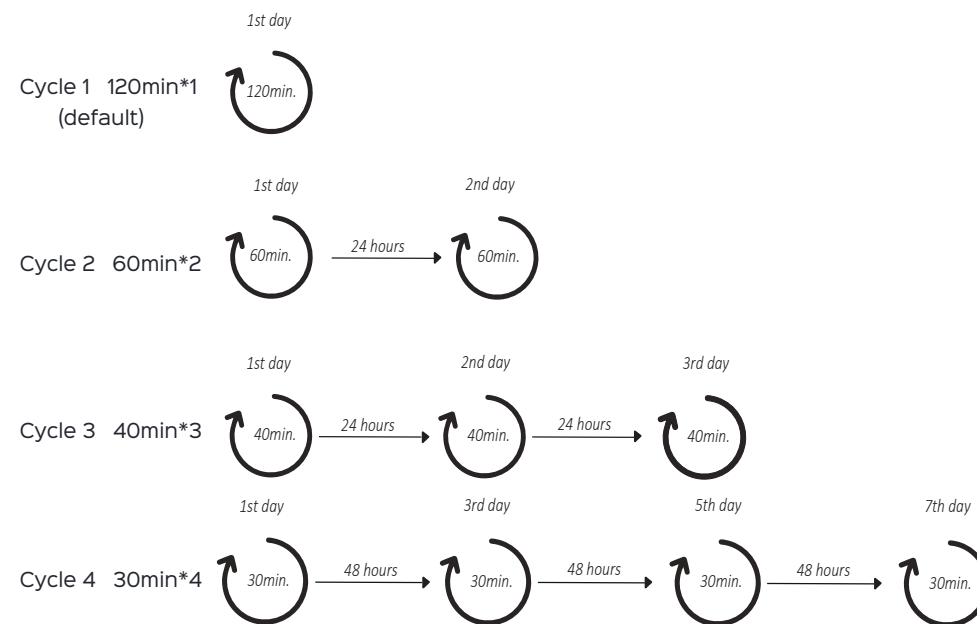 1st day
Cycle 1 120min*1 120min.
(default)
1st day 2nd day
Cycle 2 60min*2 60min. 24 hours 60min.
1st day 2nd day 3rd day
Cycle 3 40min*3 40min. 24 hours 40min. 24 hours 40min.
1st day 3rd day 5th day 7th day
Cycle 4 30min*4 30min. 48 hours 30min. 48 hours 30min. 48 hours 30min.